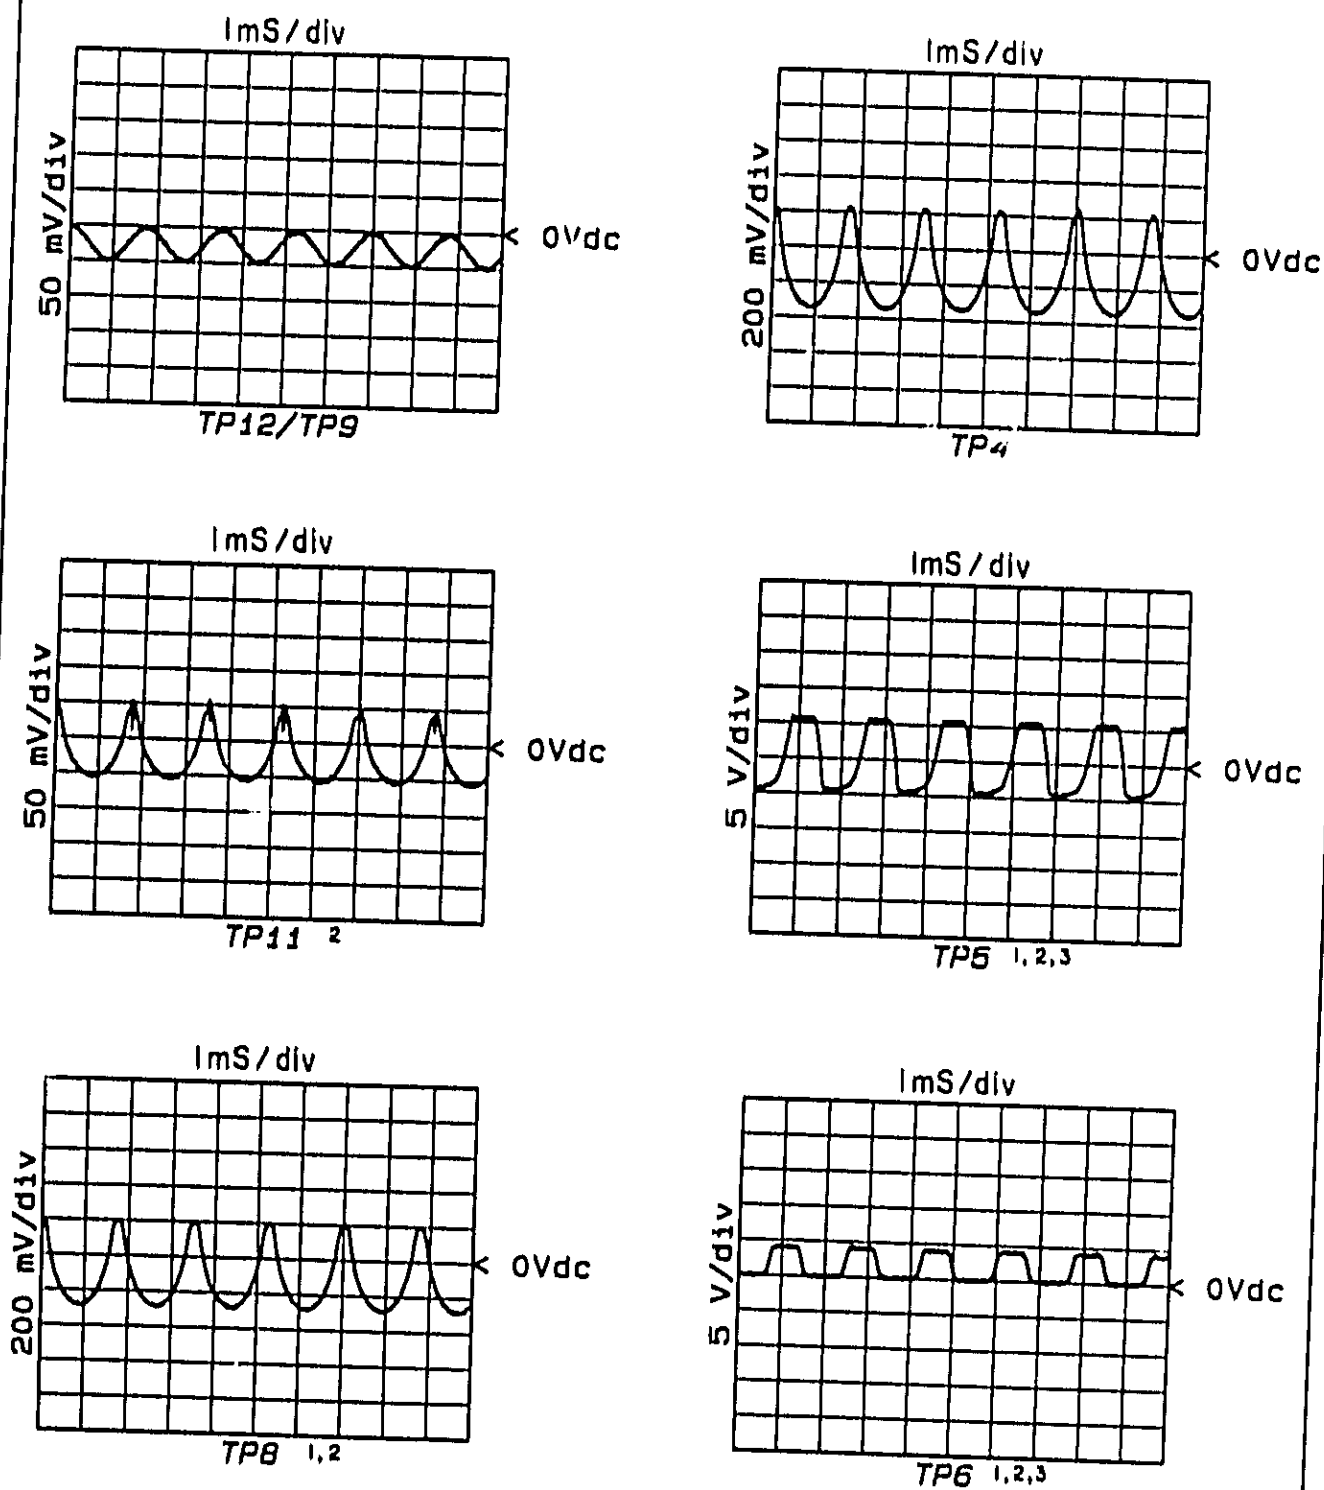 1mS/div
50 mV/div
0Vdc
TP12/TP9
1mS/div
200 mV/div
0Vdc
TP4
1mS/div
50 mV/div
0Vdc
TP11 2
1mS/div
5 V/div
0Vdc
TP5 1,2,3
1mS/div
200 mV/div
0Vdc
TP8 1,2
1mS/div
5 V/div
0Vdc
TP6 1,2,3